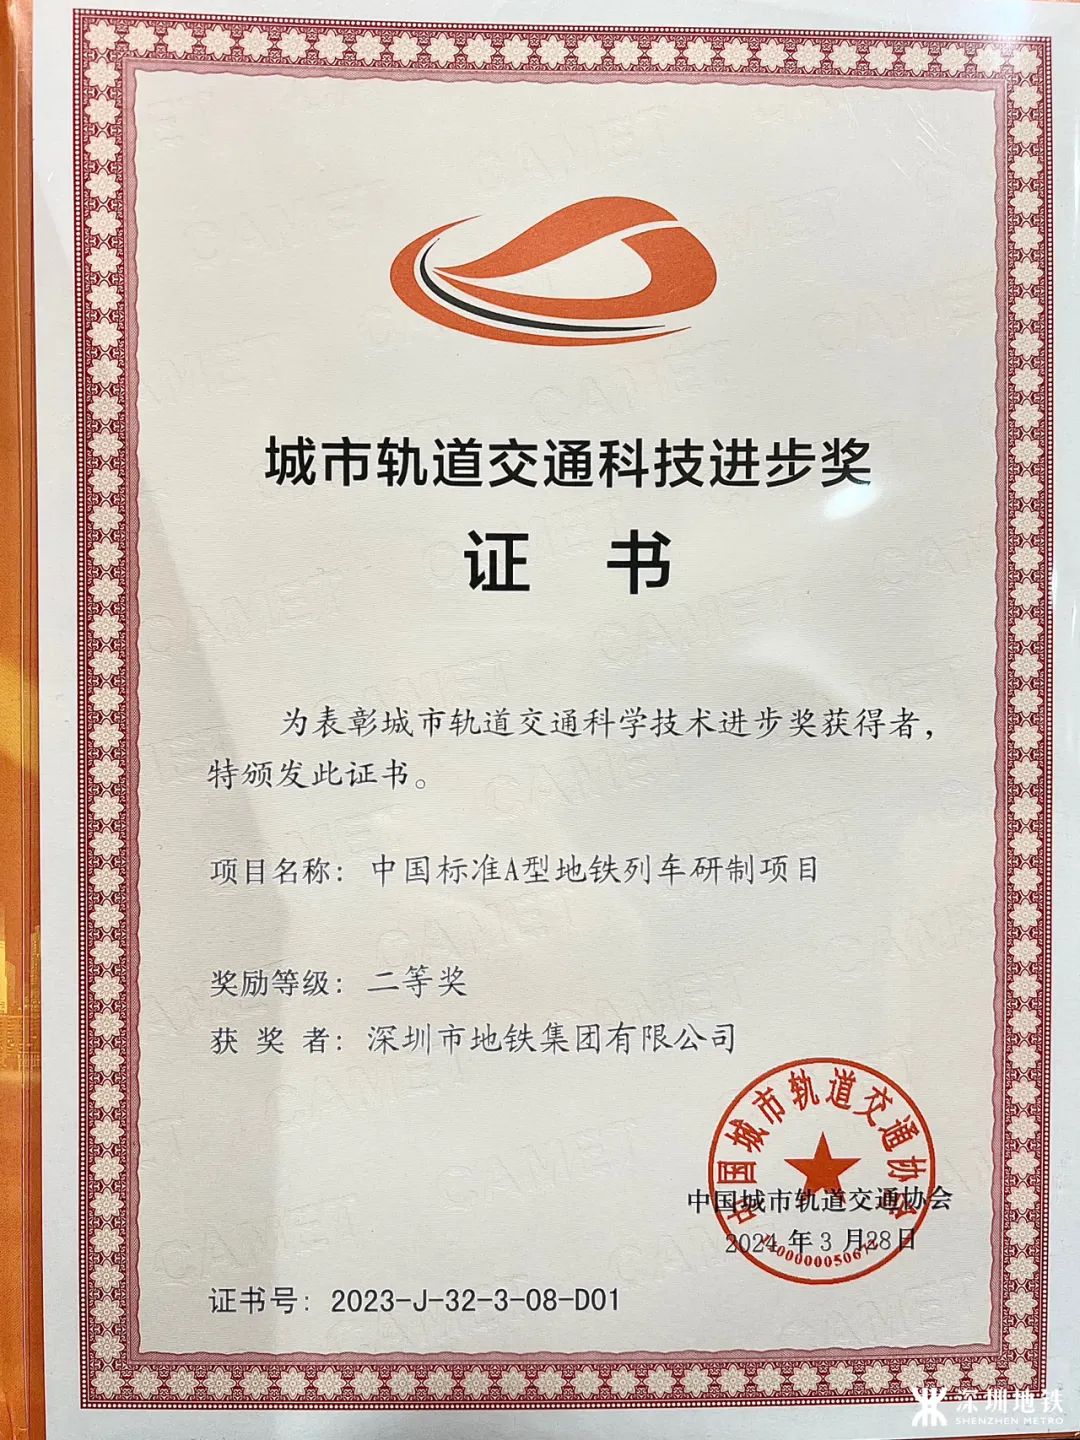 城市轨道交通科技进步奖
证 书
为表彰城市轨道交通科学技术进步奖获得者，
特颁发此证书。
项目名称：中国标准A型地铁列车研制项目
奖励等级：二等奖
获 奖 者：深圳市地铁集团有限公司
中国城市轨道交通协会
中国城市轨道交通协会
2024 年 3 月28日
证书号：2023-J-32-3-08-D01
深圳地铁
SHENZHEN METRO